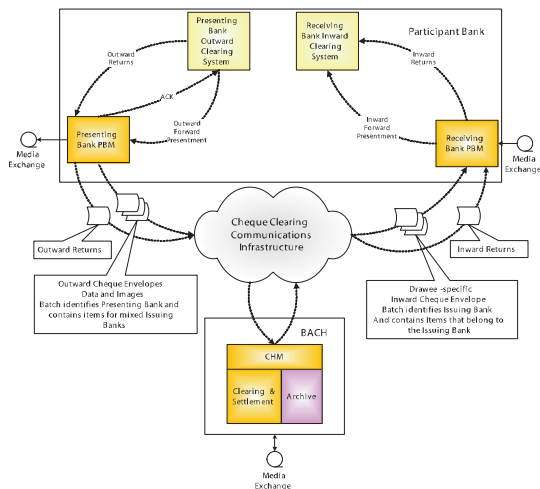 Participant Bank
Presenting
Bank
Outward
Clearing
System
Receiving
Bank Inward
Clearing
System
Outward
Returns
ACK
Outward
Forward
Presentment
Inward
Returns
Inward
Forward
Presentment
Presenting
Bank PBM
Receiving
Bank PBM
Media
Exchange
Media
Exchange
Cheque Clearing
Communications
Infrastructure
Outward Returns
Inward Returns
Outward Cheque Envelopes
Data and Images
Batch identifies Presenting Bank and
contains items for mixed Issuing
Banks
Drawee -specific
Inward Cheque Envelope
Batch identifies Issuing Bank
And contains Items that belong to
the Issuing Bank
BACH
CHM
Clearing &
Settlement
Archive
Media
Exchange